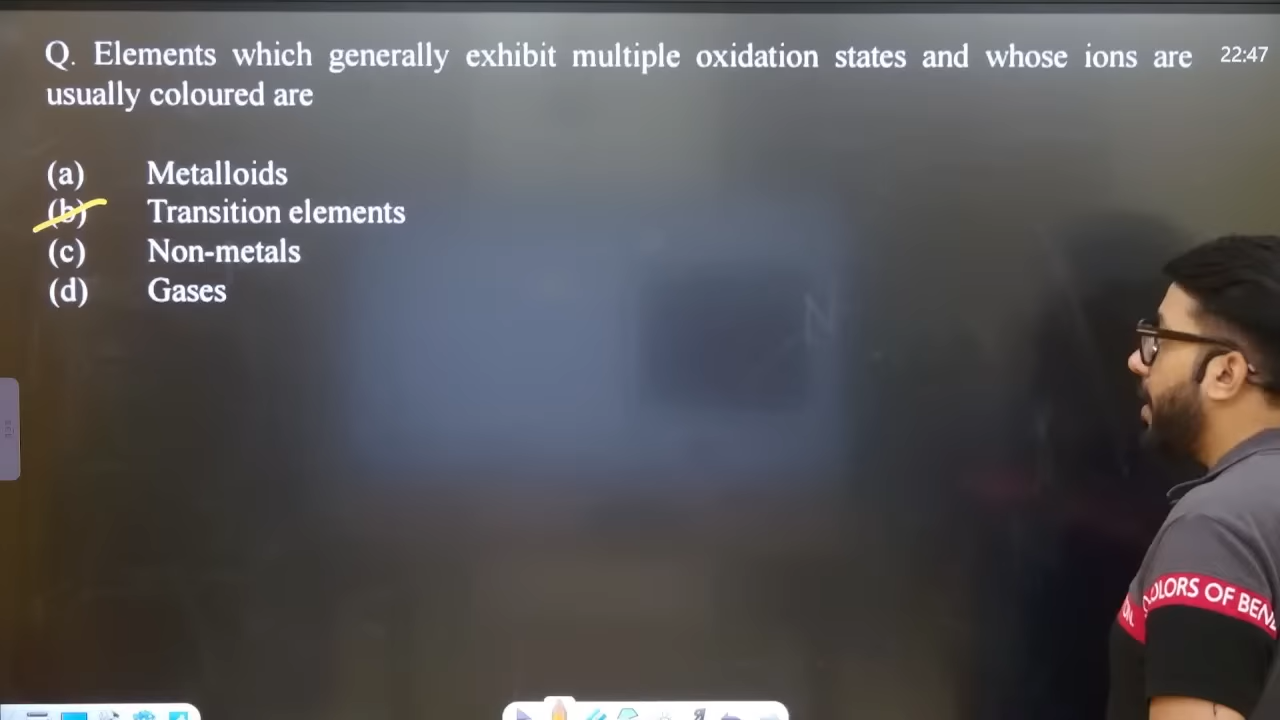 Q. Elements which generally exhibit multiple oxidation states and whose ions are
usually coloured are
22:47
(a) Metalloids
(b) Transition elements
(c) Non-metals
(d) Gases
N
COLORS OF BEN